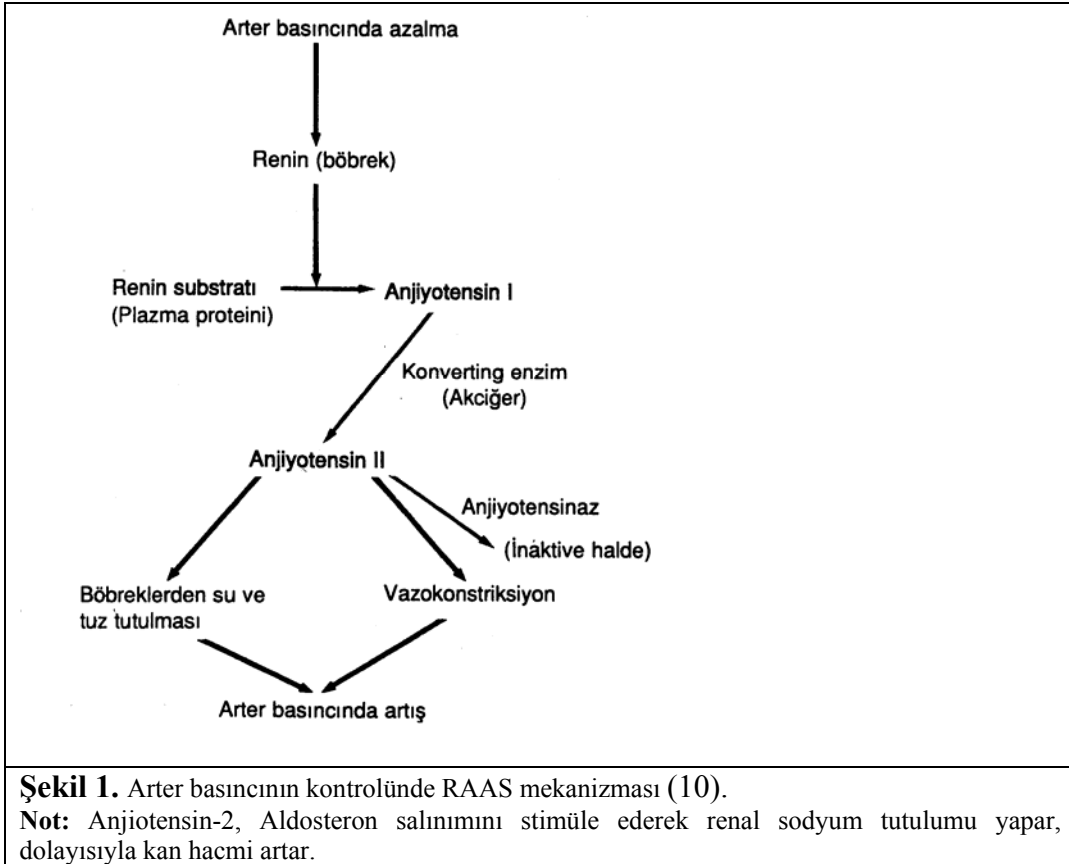 Arter basıncında azalma
Renin (böbrek)
Renin substratı
(Plazma proteini)
Anjiyotensin I
Konverting enzim
(Akciğer)
Anjiyotensin II
Anjiyotensinaz
(İnaktive halde)
Böbreklerden su ve
tuz tutulması
Vazokonstriksiyon
Arter basıncında artış
Şekil 1. Arter basıncının kontrolünde RAAS mekanizması (10).
Not: Anjiotensin-2, Aldosteron salınımını stimüle ederek renal sodyum tutulumu yapar,
dolayısıyla kan hacmi artar.